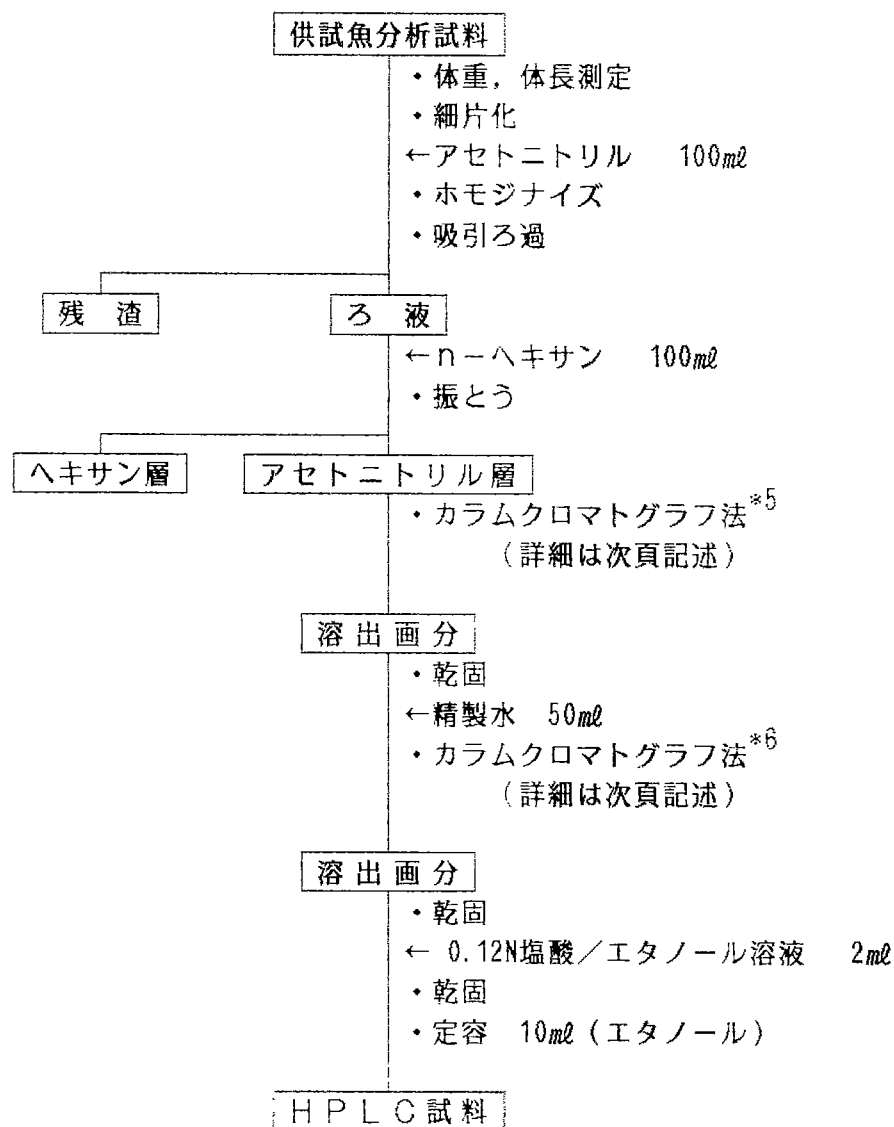 供試魚分析試料
・体重，体長測定
・細片化
←アセトニトリル 100㎖
・ホモジナイズ
・吸引ろ過
残 渣 ろ 液
←n－ヘキサン 100㎖
・振とう
ヘキサン層 アセトニトリル層
・カラムクロマトグラフ法*5
（詳細は次頁記述）
溶出画分
・乾固
←精製水 50㎖
・カラムクロマトグラフ法*6
（詳細は次頁記述）
溶出画分
・乾固
← 0.12N塩酸／エタノール溶液 2㎖
・乾固
・定容 10㎖（エタノール）
ＨＰＬＣ試料